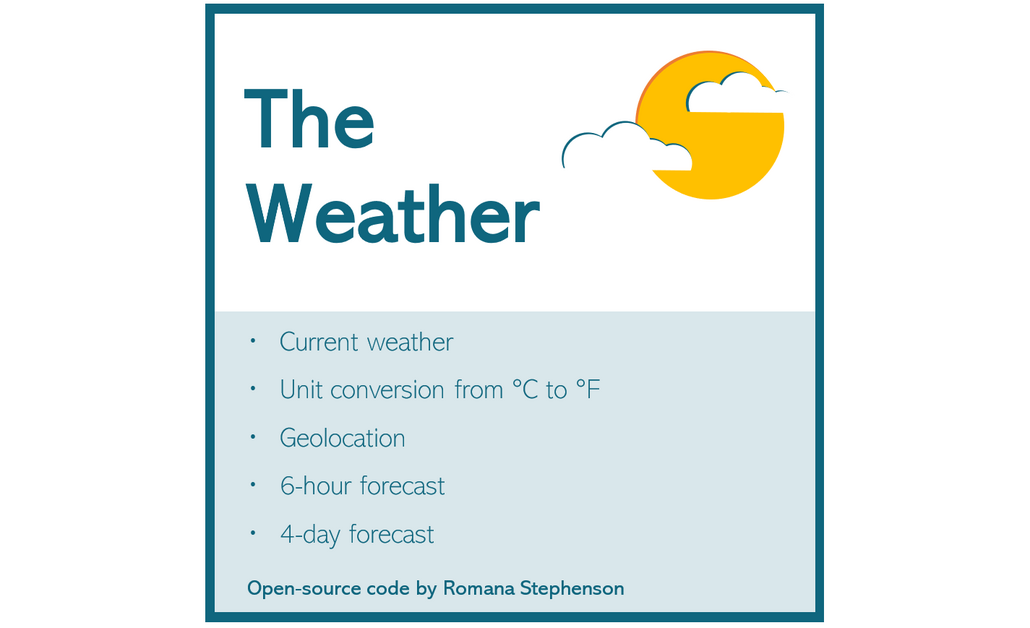 The
Weather
• Current weather
• Unit conversion from °C to °F
• Geolocation
• 6-hour forecast
• 4-day forecast
Open-source code by Romana Stephenson